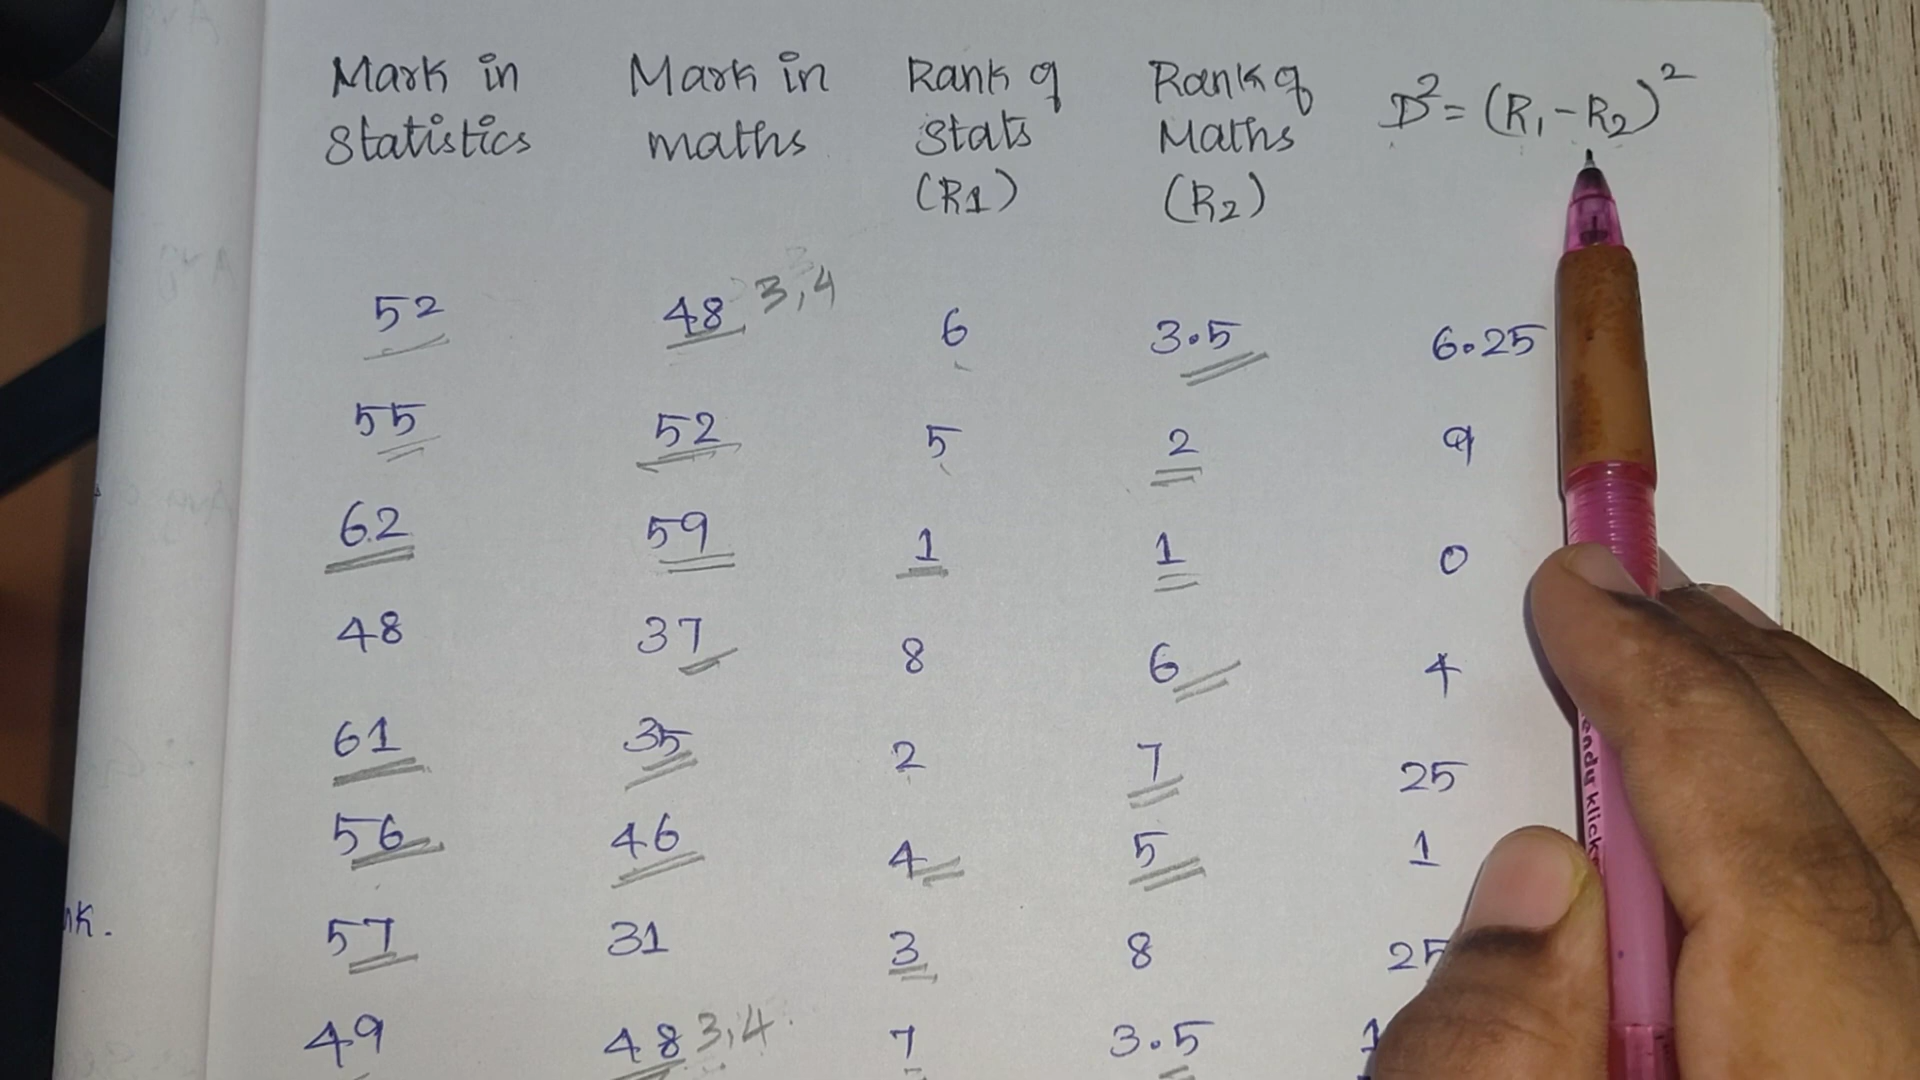 Mark in Mark in Rank of Rank of D² = (R₁-R₂)²
Statistics maths Stats Maths
(R1) (R₂)
52 48 3,4 6 3.5 6.25
55 52 5 2 9
62 59 1 1 0
48 37 8 6 4
61 35 2 7 25
56 46 4 5 1
57 31 3 8 25
49 48 3,4 7 3.5 1